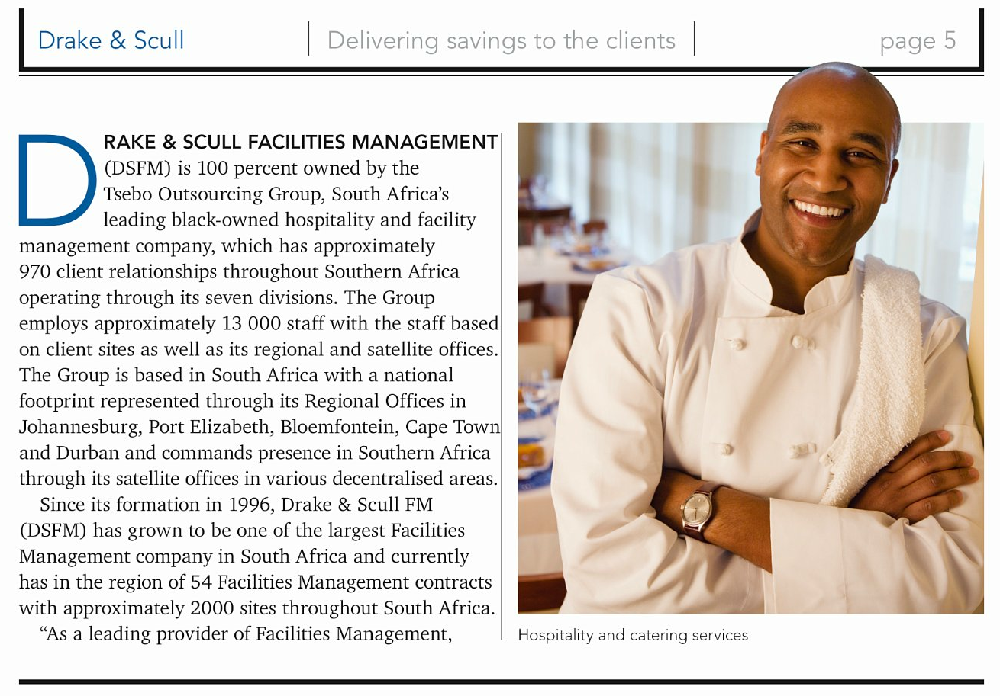 Drake & Scull
Delivering savings to the clients
page 5
DRAKE & SCULL FACILITIES MANAGEMENT
(DSFM) is 100 percent owned by the
Tsebo Outsourcing Group, South Africa’s
leading black-owned hospitality and facility
management company, which has approximately
970 client relationships throughout Southern Africa
operating through its seven divisions. The Group
employs approximately 13 000 staff with the staff based
on client sites as well as its regional and satellite offices.
The Group is based in South Africa with a national
footprint represented through its Regional Offices in
Johannesburg, Port Elizabeth, Bloemfontein, Cape Town
and Durban and commands presence in Southern Africa
through its satellite offices in various decentralised areas.
Since its formation in 1996, Drake & Scull FM
(DSFM) has grown to be one of the largest Facilities
Management company in South Africa and currently
has in the region of 54 Facilities Management contracts
with approximately 2000 sites throughout South Africa.
“As a leading provider of Facilities Management,
Hospitality and catering services